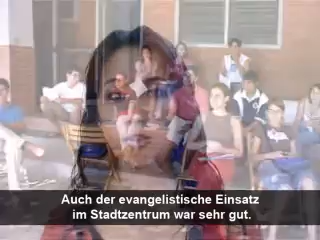 Auch der evangelistische Einsatz
im Stadtzentrum war sehr gut.